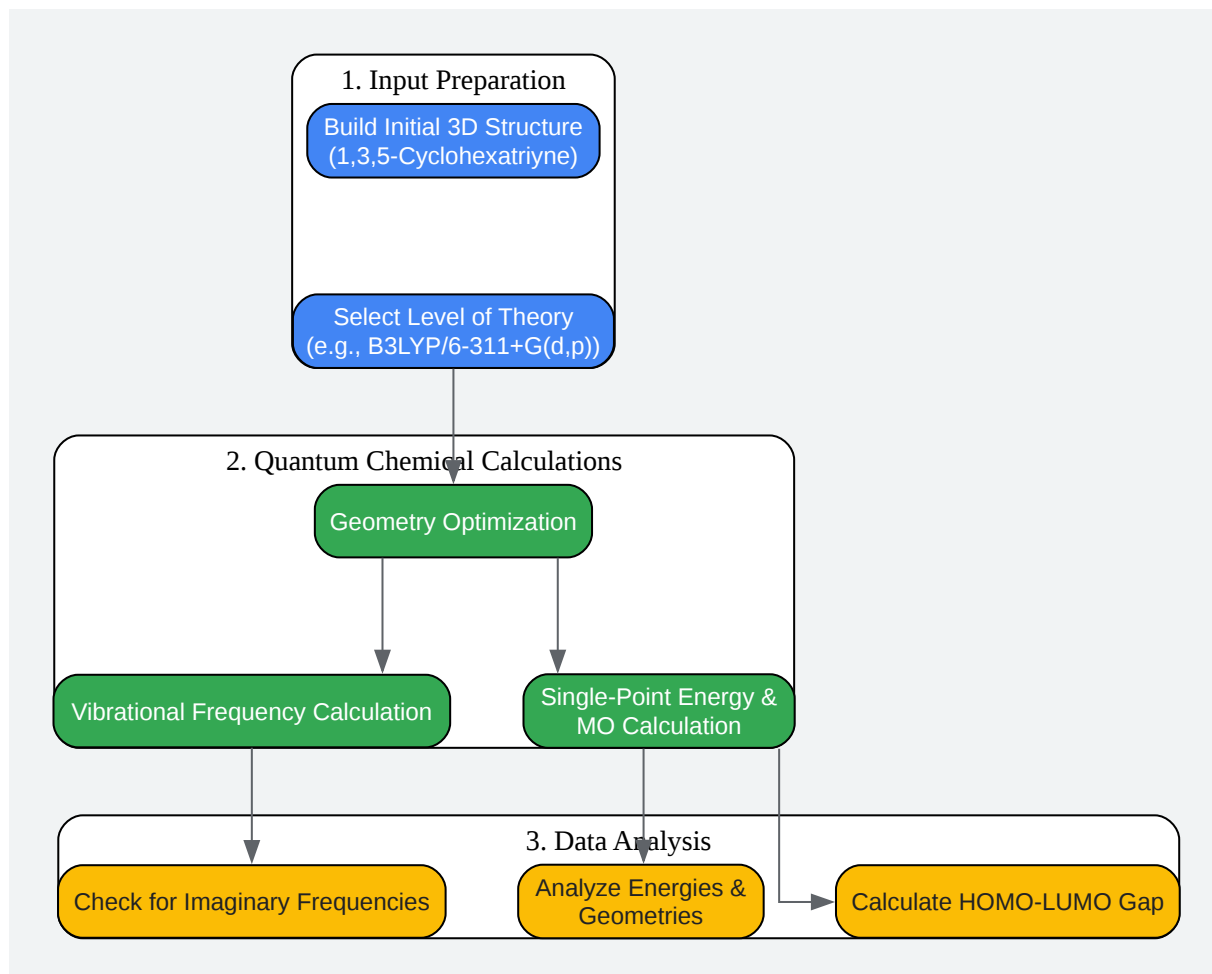 1. Input Preparation
Build Initial 3D Structure
(1,3,5-Cyclohexatriyne)
Select Level of Theory
(e.g., B3LYP/6-311+G(d,p))
2. Quantum Chemical Calculations
Geometry Optimization
Vibrational Frequency Calculation
Single-Point Energy &
MO Calculation
3. Data Analysis
Check for Imaginary Frequencies
Analyze Energies &
Geometries
Calculate HOMO-LUMO Gap